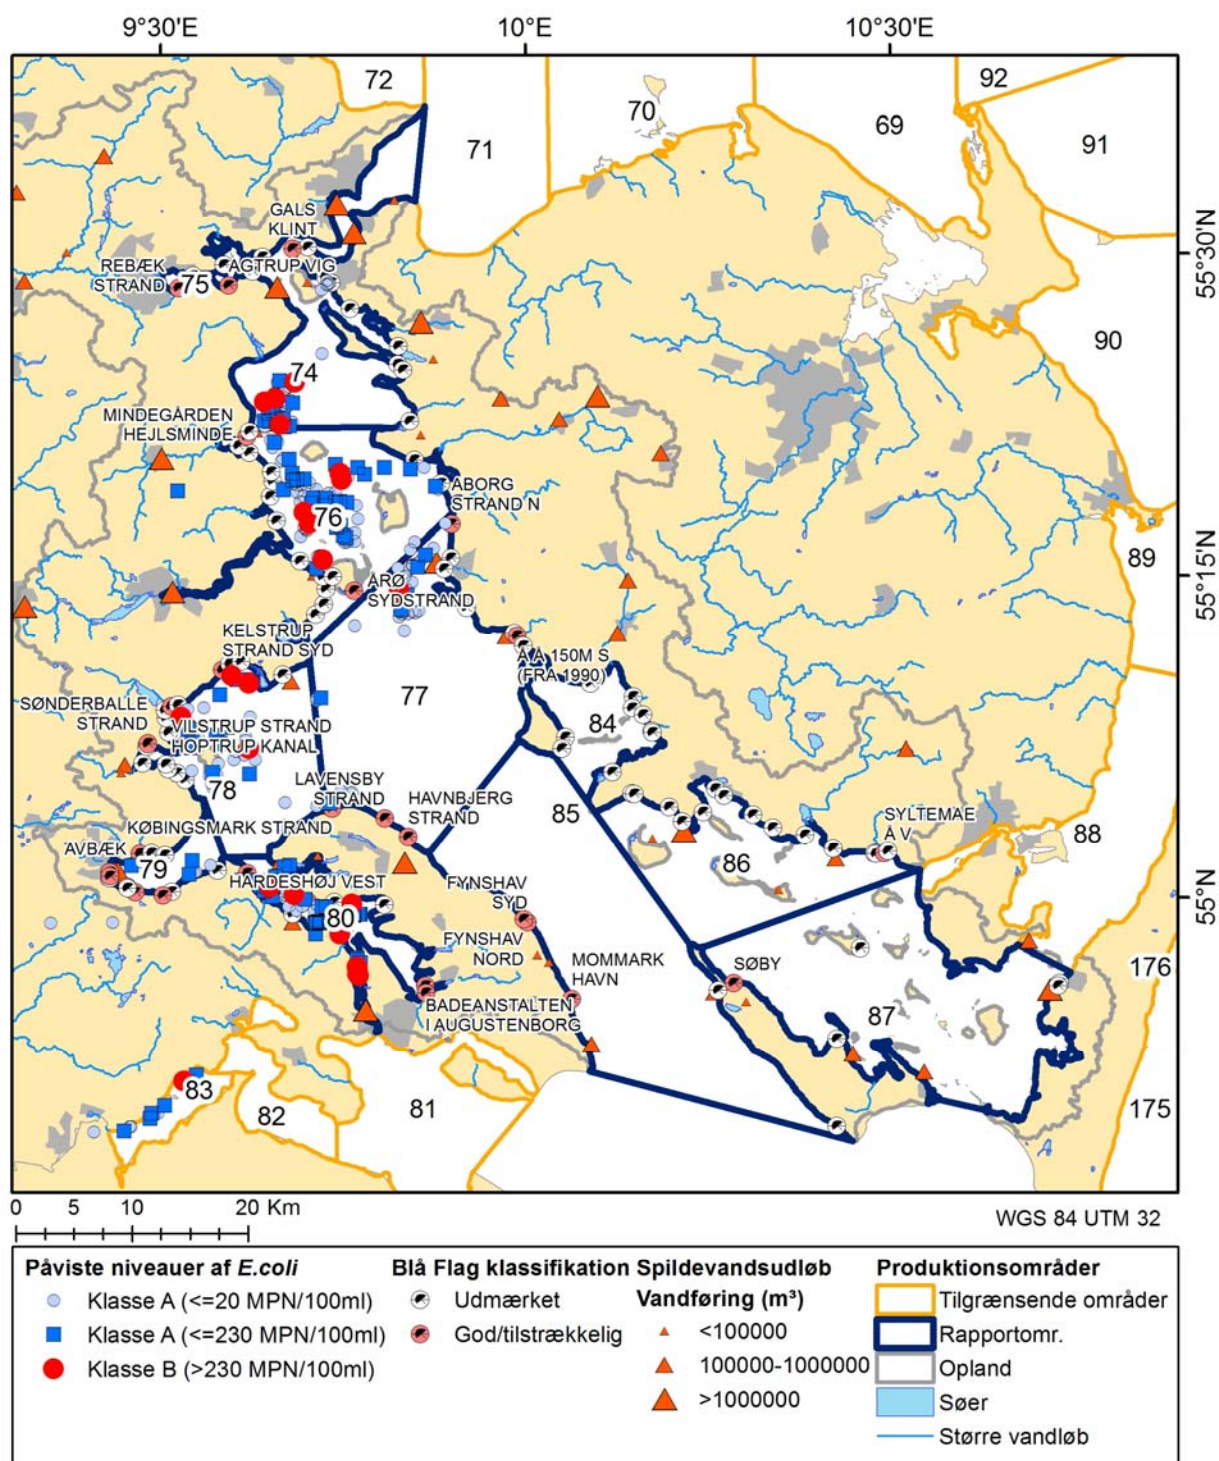 9°30'E
10°E
10°30'E
72
92
70
69
71
91
GALS
KLINT
REBÆK
STRAND
75
AGTRUP VIG
55°30'N
90
74
MINDEGÅRDEN
HEJLSMINDE
ÅBORG
STRAND N
76
89
55°15'N
ÅRØ
SYDSTRAND
KELSTRUP
STRAND SYD
Å Å 150M S
(FRA 1990)
77
SØNDERBALLE
STRAND
VILSTRUP STRAND
HOPTRUP KANAL
84
78
LAVENSBY
STRAND
HAVNBJERG
STRAND
85
SYLTEMAE
Å V
88
KØBINGSMARK STRAND
AVBÆK
79
86
HARDESHØJ VEST
FYNSHAV
SYD
55°N
80
FYNSHAV
NORD
MOMMARK
HAVN
SØBY
176
BADEANSTALTEN
I AUGUSTENBORG
87
83
82
81
175
0 5 10 20 Km
WGS 84 UTM 32
Påviste niveauer af E.coli
Klasse A (<=20 MPN/100ml)
Klasse A (<=230 MPN/100ml)
Klasse B (>230 MPN/100ml)
Blå Flag klassifikation
Udmærket
God/tilstrækkelig
Spildevandsudløb
Vandføring (m³)
<100000
100000-1000000
>1000000
Produktionsområder
Tilgrænsende områder
Rapportomr.
Opland
Søer
Større vandløb